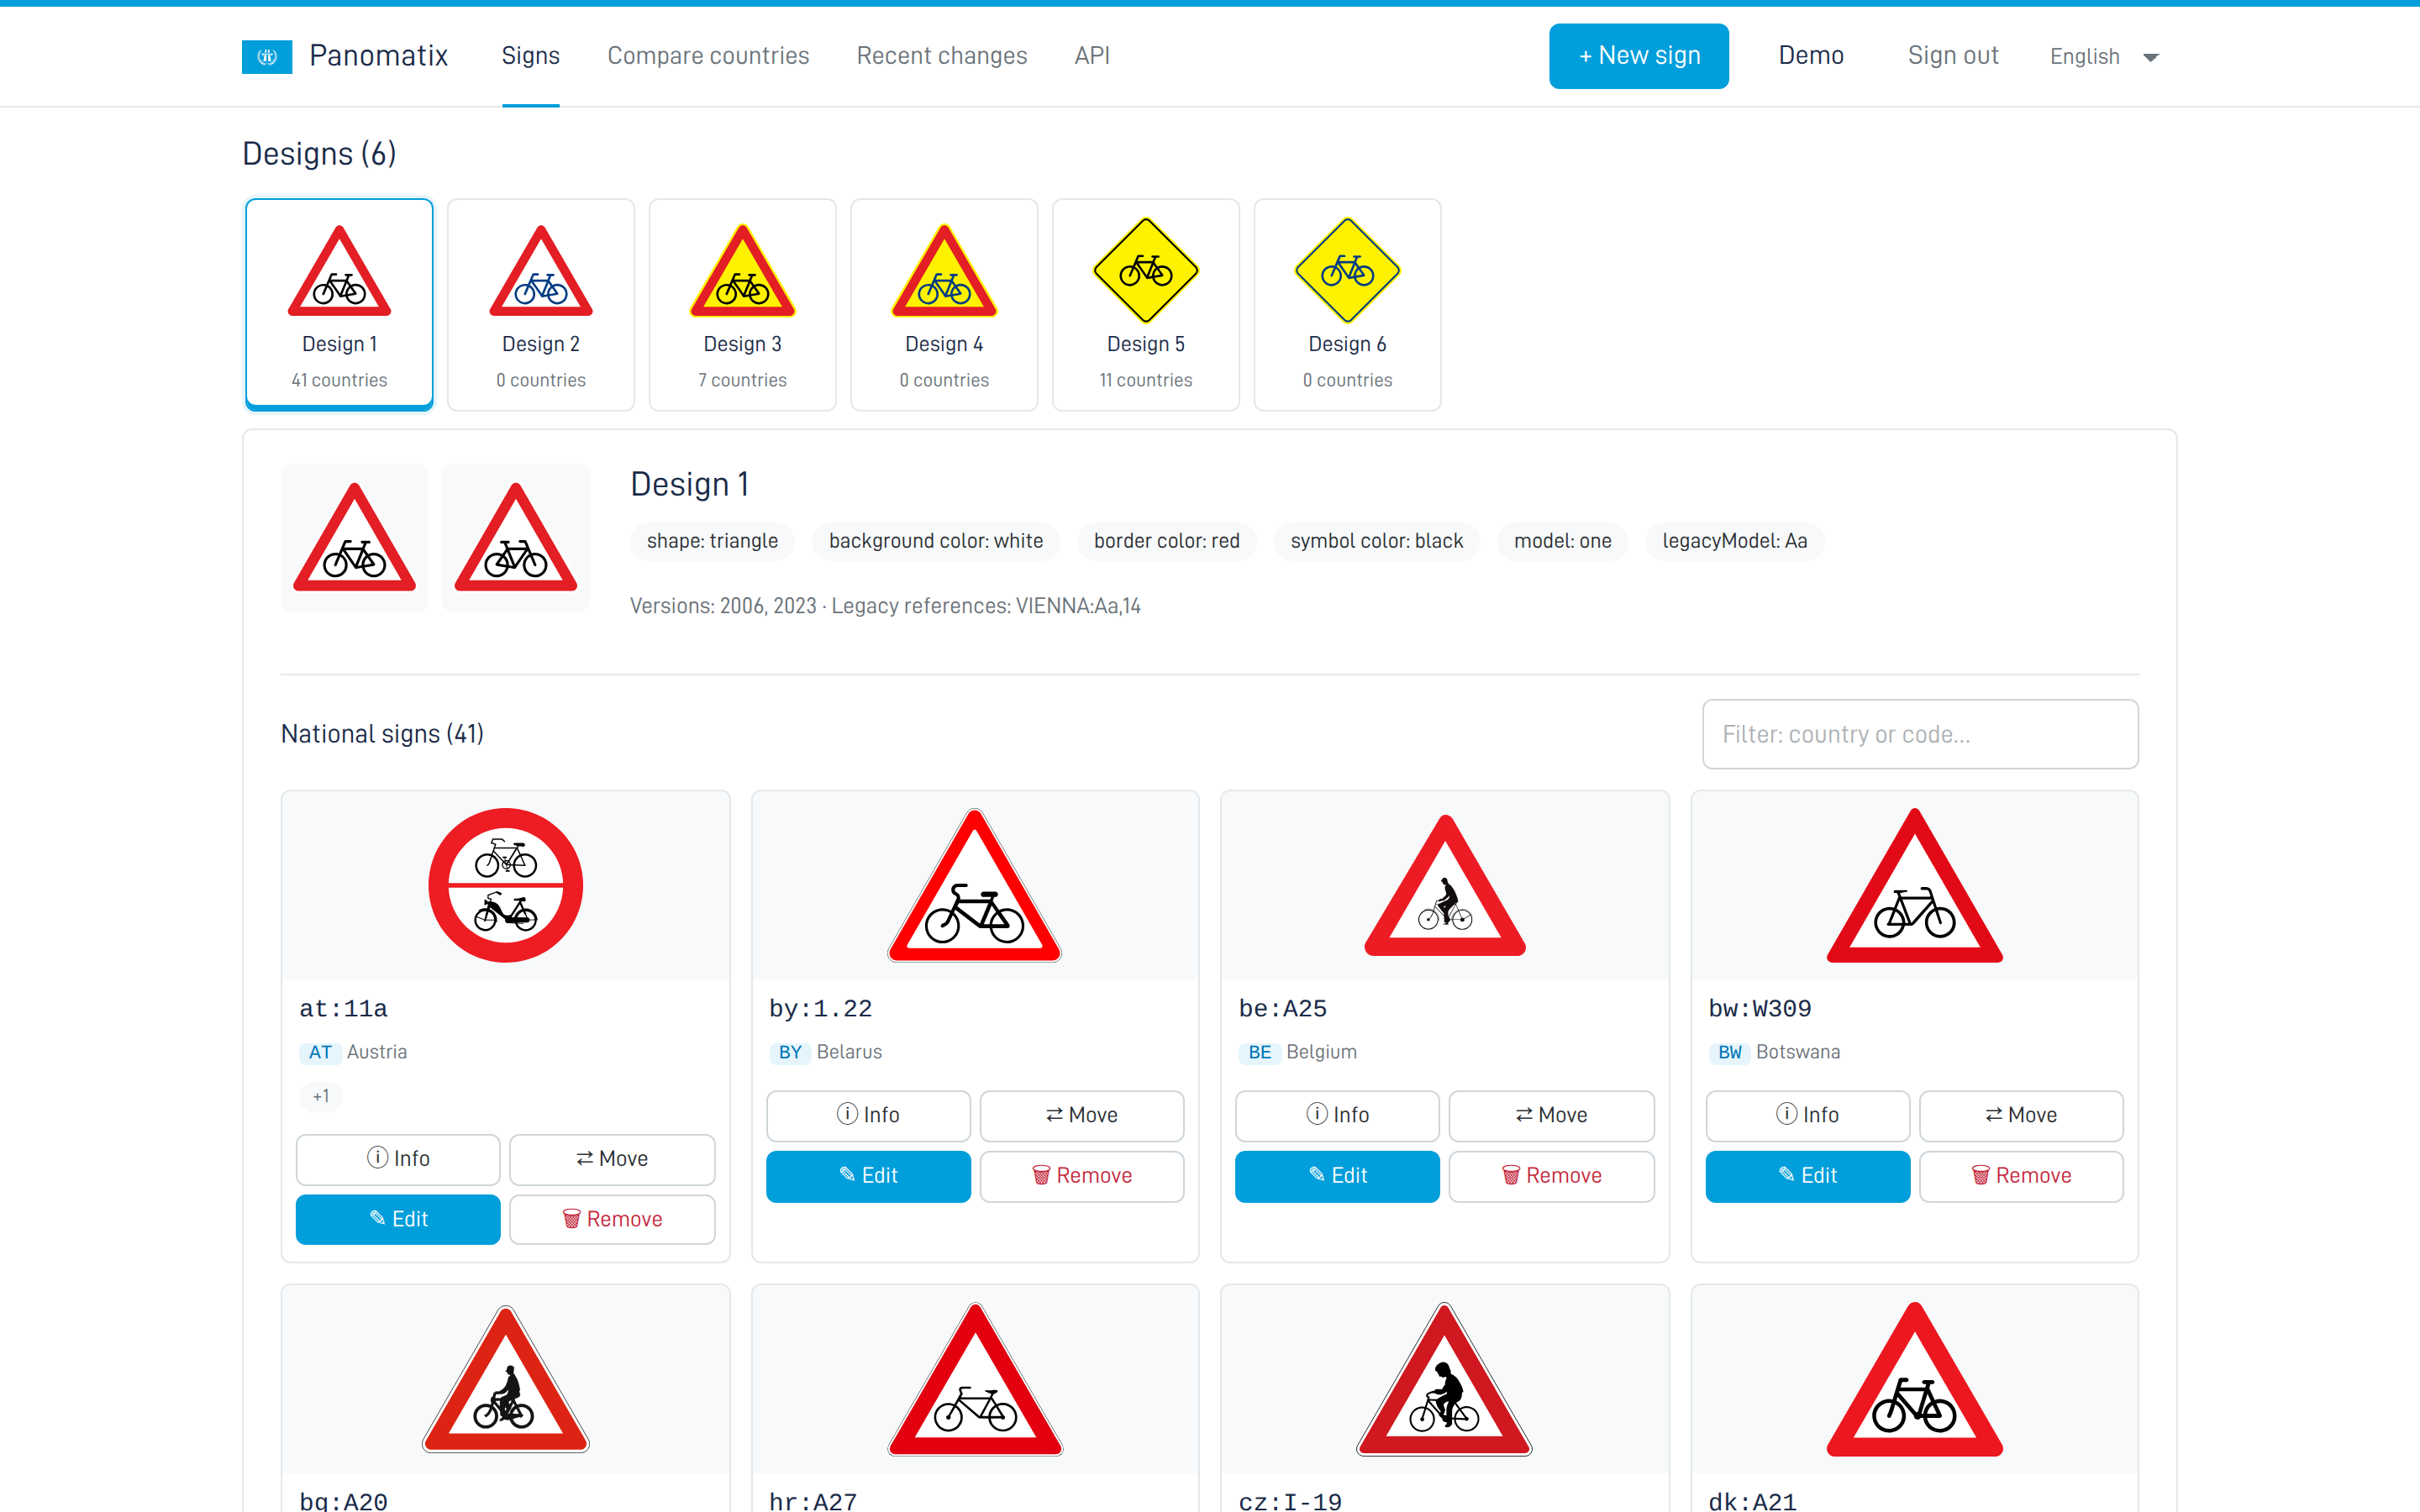 Panomatix Signs Compare countries Recent changes API + New sign Demo Sign out English
Designs (6)
Design 1 Design 2 Design 3 Design 4 Design 5 Design 6
41 countries 0 countries 7 countries 0 countries 11 countries 0 countries
Design 1
shape: triangle background color: white border color: red symbol color: black model: one legacyModel: Aa
Versions: 2006, 2023 · Legacy references: VIENNA:Aa,14
National signs (41) Filter: country or code...
at:11a by:1.22 be:A25 bw:W309
AT Austria BY Belarus BE Belgium BW Botswana
+1
ⓘ Info ⇄ Move ⓘ Info ⇄ Move ⓘ Info ⇄ Move
ⓘ Info ⇄ Move
✎ Edit 🗑 Remove ✎ Edit 🗑 Remove ✎ Edit 🗑 Remove
✎ Edit 🗑 Remove
bg:A20 hr:A27 cz:I-19 dk:A21